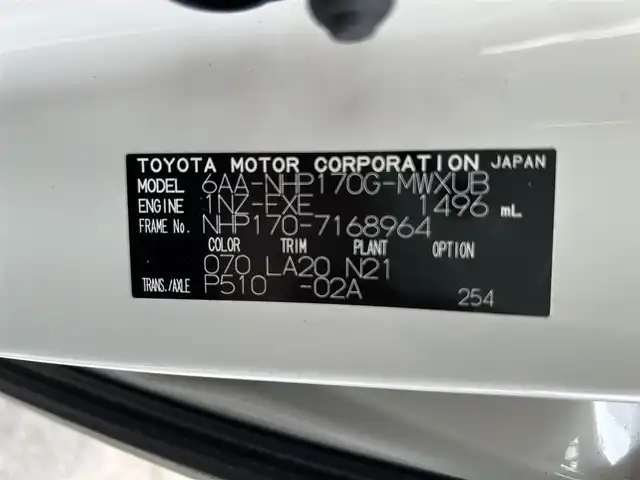 TOYOTA MOTOR CORPORATION JAPAN
MODEL 6AA-NHP170G-MWXUB
ENGINE 1NZ-FXE 1496 mL
FRAME No. NHP170-7168964
COLOR TRIM PLANT OPTION
070 LA20 N21
TRANS./AXLE P510 -02A 254